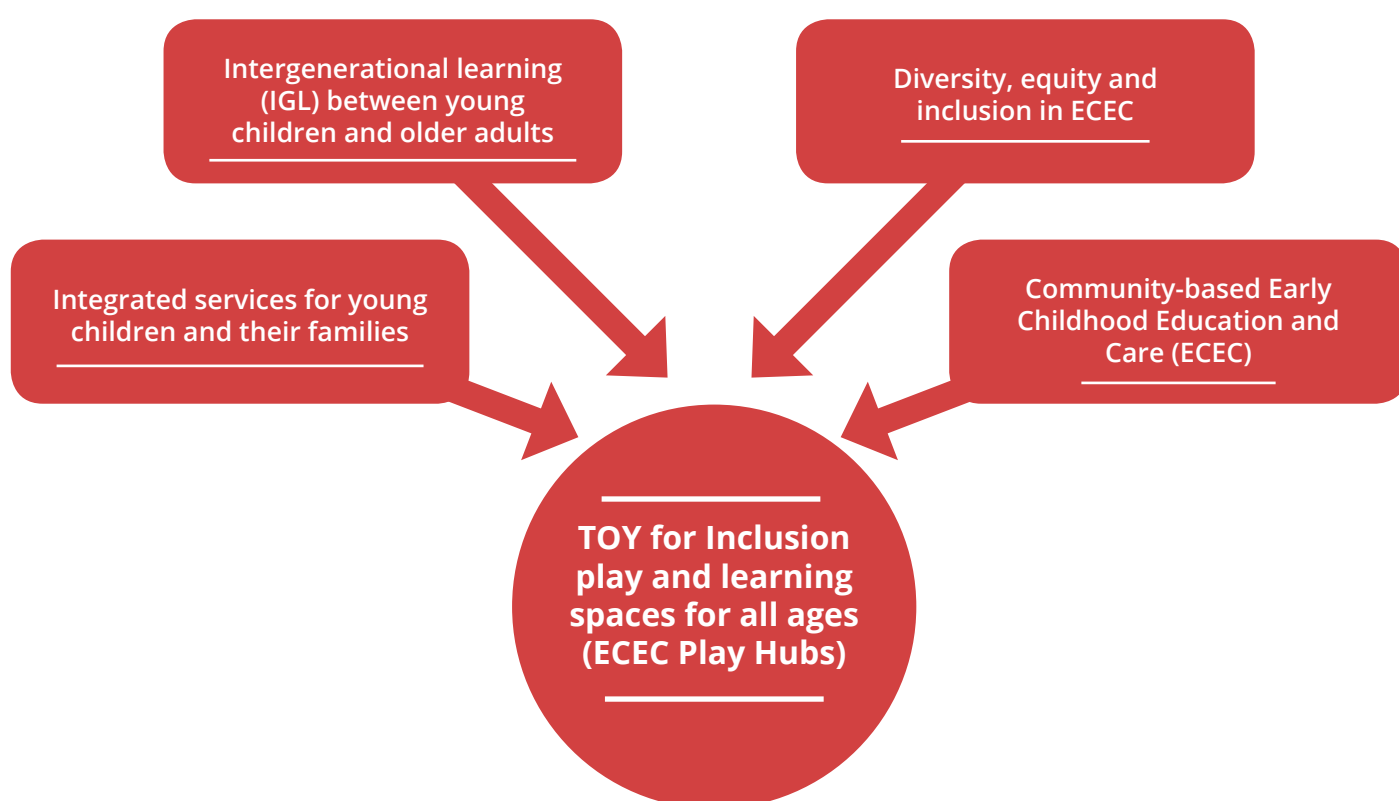 Intergenerational learning
(IGL) between young
children and older adults
Diversity, equity and
inclusion in ECEC
Integrated services for young
children and their families
Community-based Early
Childhood Education and
Care (ECEC)
TOY for Inclusion
play and learning
spaces for all ages
(ECEC Play Hubs)